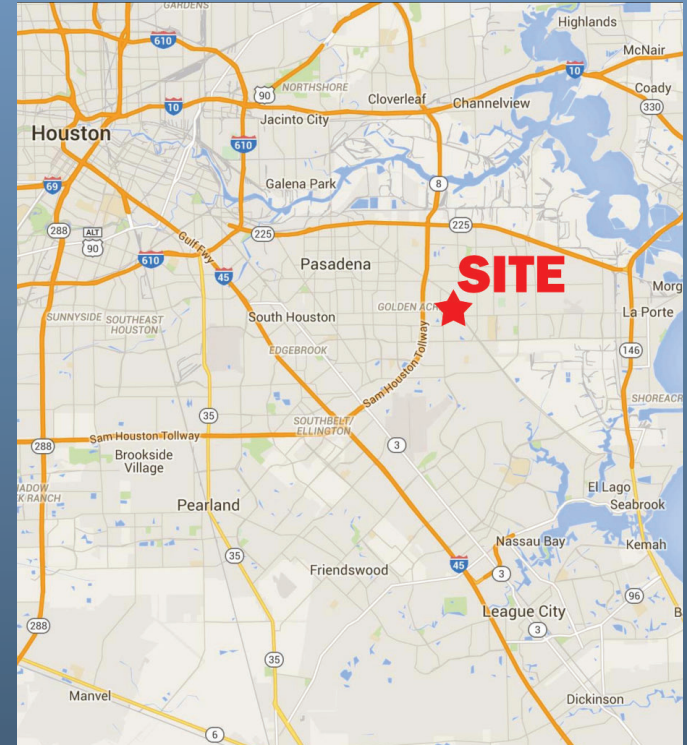 GARDENS
Highlands
610
McNair
10
90
NORTHSHORE
Cloverleaf
Channelview
Coady
330
10
Jacinto City
Houston
610
69
Galena Park
8
288
ALT
90
225
225
610
Gulf Fwy
45
Pasadena
SITE
Morg
GOLDEN ACR
La Porte
SUNNYSIDE
SOUTHEAST
HOUSTON
South Houston
EDGEBROOK
Sam Houston Tollway
146
SHOREACR
35
SOUTHBELT/
ELLINGTON
288
Sam Houston Tollway
3
Brookside
Village
ADOW
K RANCH
El Lago
Seabrook
Pearland
Nassau Bay
Kemah
35
Friendswood
45
3
96
League City
B
288
3
35
Manvel
Dickinson
6